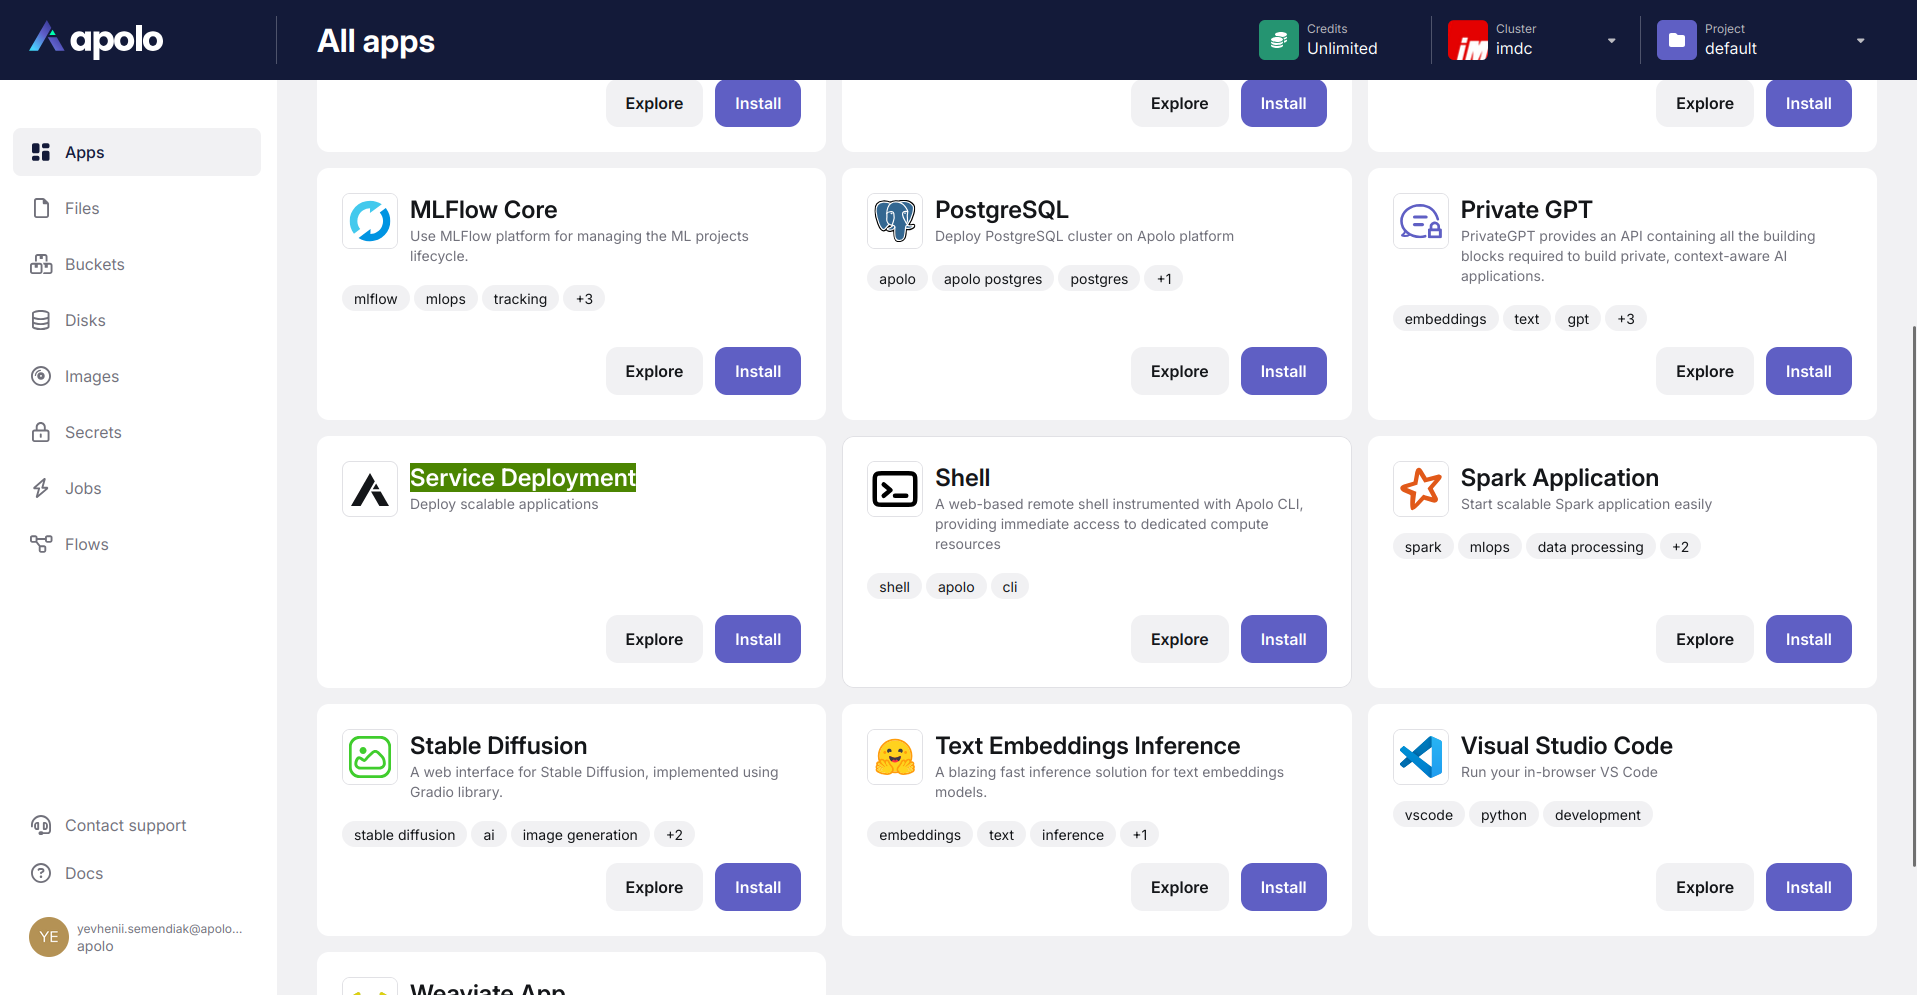 apolo
All apps
Credits
Unlimited
Cluster
imdc
Project
default
Apps
Files
Buckets
Disks
Images
Secrets
Jobs
Flows
Contact support
Docs
YE
yevhenii.semendiak@apolo...
apolo
Explore
Install
Explore
Install
Explore
Install
MLFlow Core
Use MLFlow platform for managing the ML projects
lifecycle.
mlflow
mlops
tracking
+3
Explore
Install
PostgreSQL
Deploy PostgreSQL cluster on Apolo platform
apolo
apolo postgres
postgres
+1
Explore
Install
Private GPT
PrivateGPT provides an API containing all the building
blocks required to build private, context-aware AI
applications.
embeddings
text
gpt
+3
Explore
Install
Service Deployment
Deploy scalable applications
Explore
Install
Shell
A web-based remote shell instrumented with Apolo CLI,
providing immediate access to dedicated compute
resources
shell
apolo
cli
Explore
Install
Spark Application
Start scalable Spark application easily
spark
mlops
data processing
+2
Explore
Install
Stable Diffusion
A web interface for Stable Diffusion, implemented using
Gradio library.
stable diffusion
ai
image generation
+2
Explore
Install
Text Embeddings Inference
A blazing fast inference solution for text embeddings
models.
embeddings
text
inference
+1
Explore
Install
Visual Studio Code
Run your in-browser VS Code
vscode
python
development
Explore
Install
Weaviate App